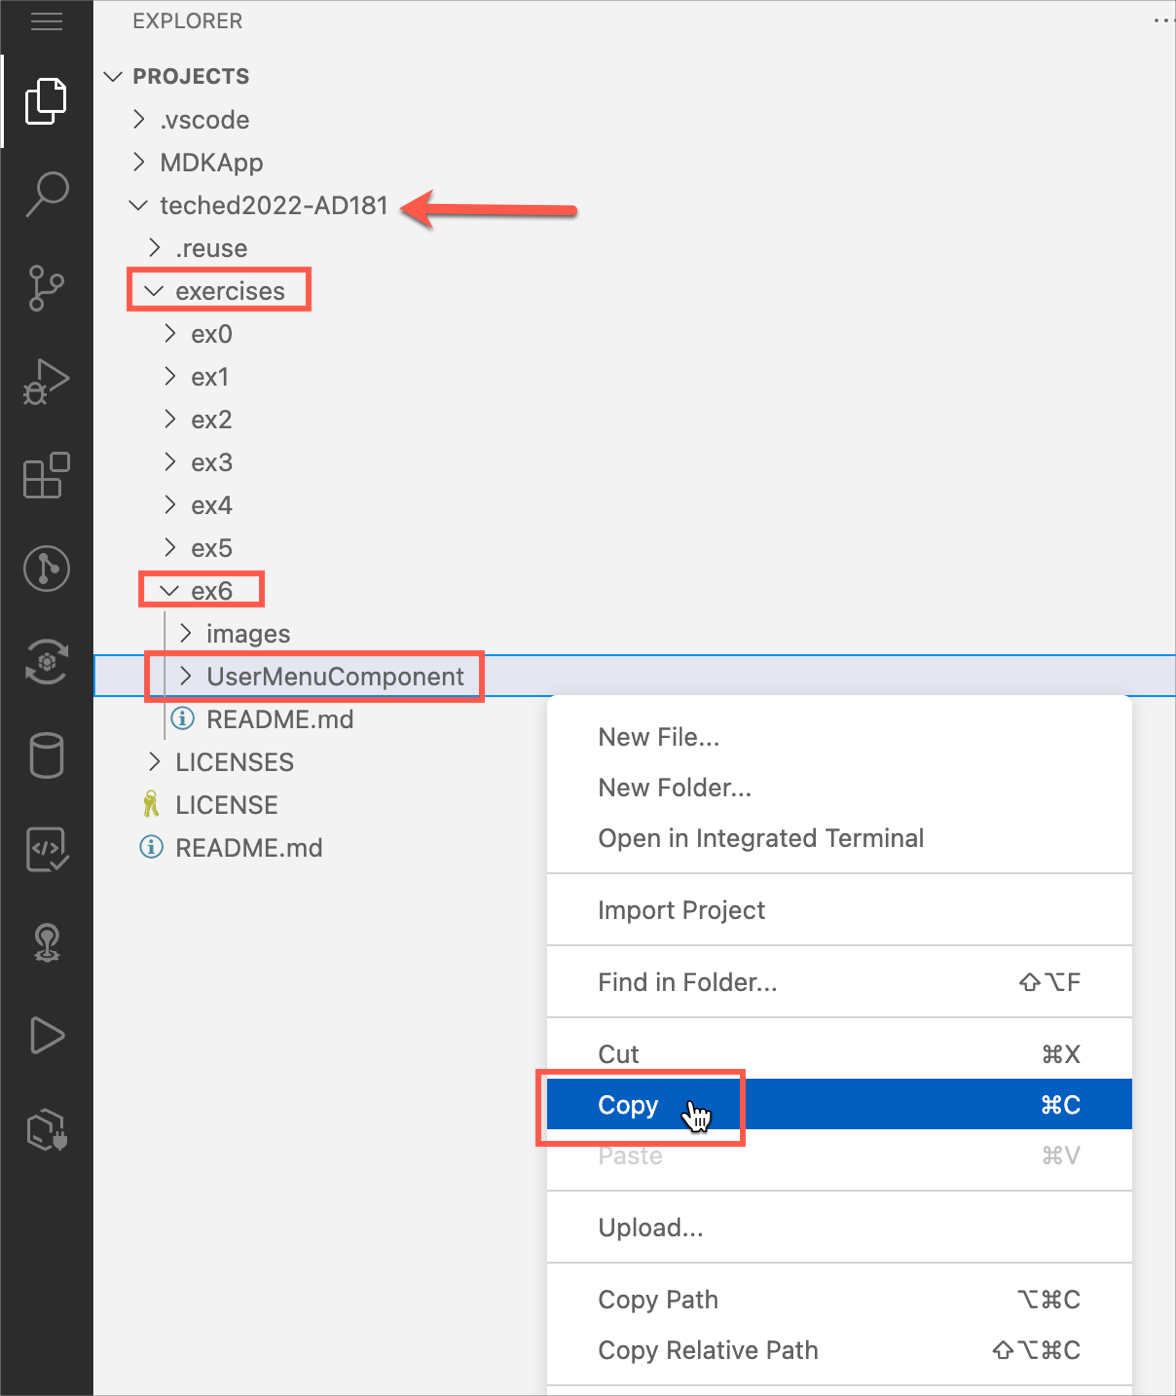 EXPLORER
PROJECTS
.vscode
MDKApp
teched2022-AD181
.reuse
exercises
ex0
ex1
ex2
ex3
ex4
ex5
ex6
images
UserMenuComponent
README.md
LICENSES
LICENSE
README.md
New File...
New Folder...
Open in Integrated Terminal
Import Project
Find in Folder... ⇧⌥F
Cut ⌘X
Copy ⌘C
Paste ⌘V
Upload...
Copy Path ⌥⌘C
Copy Relative Path ⇧⌥⌘C